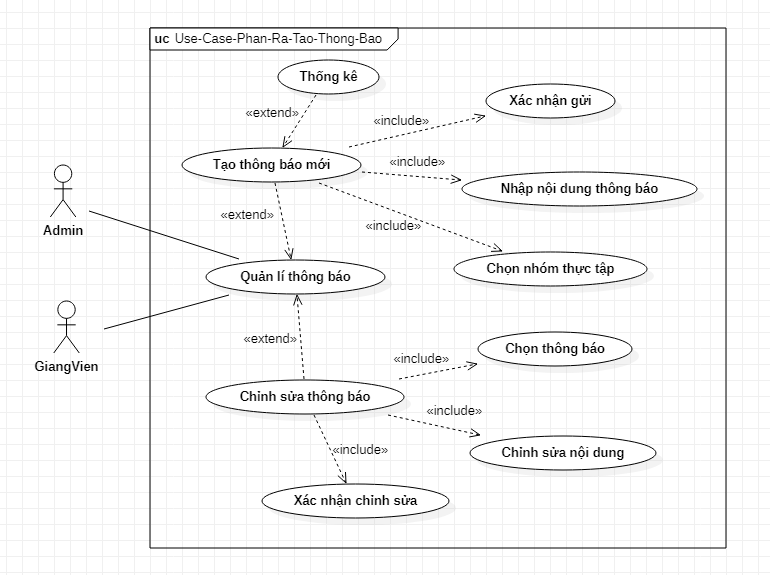 uc Use-Case-Phan-Ra-Tao-Thong-Bao
Thống kê
Xác nhận gửi
«extend»
«include»
Tạo thông báo mới
«include»
Nhập nội dung thông báo
Admin
«extend»
«include»
Quản lí thông báo
Chọn nhóm thực tập
GiangVien
«extend»
Chọn thông báo
«include»
Chỉnh sửa thông báo
«include»
Chỉnh sửa nội dung
«include»
Xác nhận chỉnh sửa